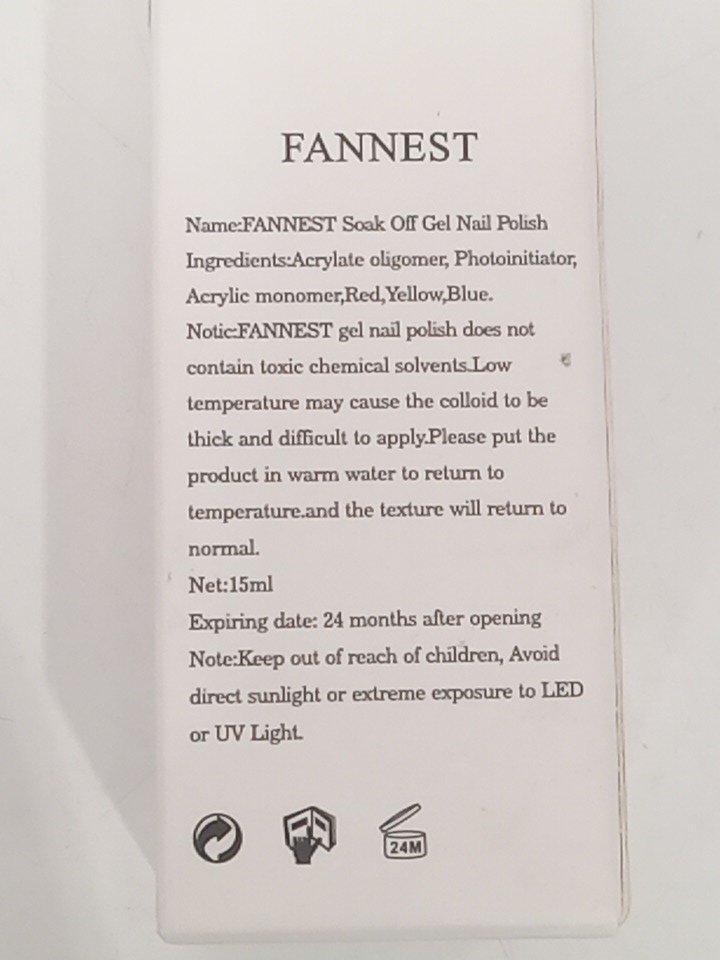 FANNEST
Name:FANNEST Soak Off Gel Nail Polish
Ingredients:Acrylate oligomer, Photoinitiator,
Acrylic monomer,Red,Yellow,Blue.
Notic:FANNEST gel nail polish does not
contain toxic chemical solvents.Low
temperature may cause the colloid to be
thick and difficult to apply.Please put the
product in warm water to return to
temperature.and the texture will return to
normal.
Net:15ml
Expiring date: 24 months after opening
Note:Keep out of reach of children, Avoid
direct sunlight or extreme exposure to LED
or UV Light.
24M